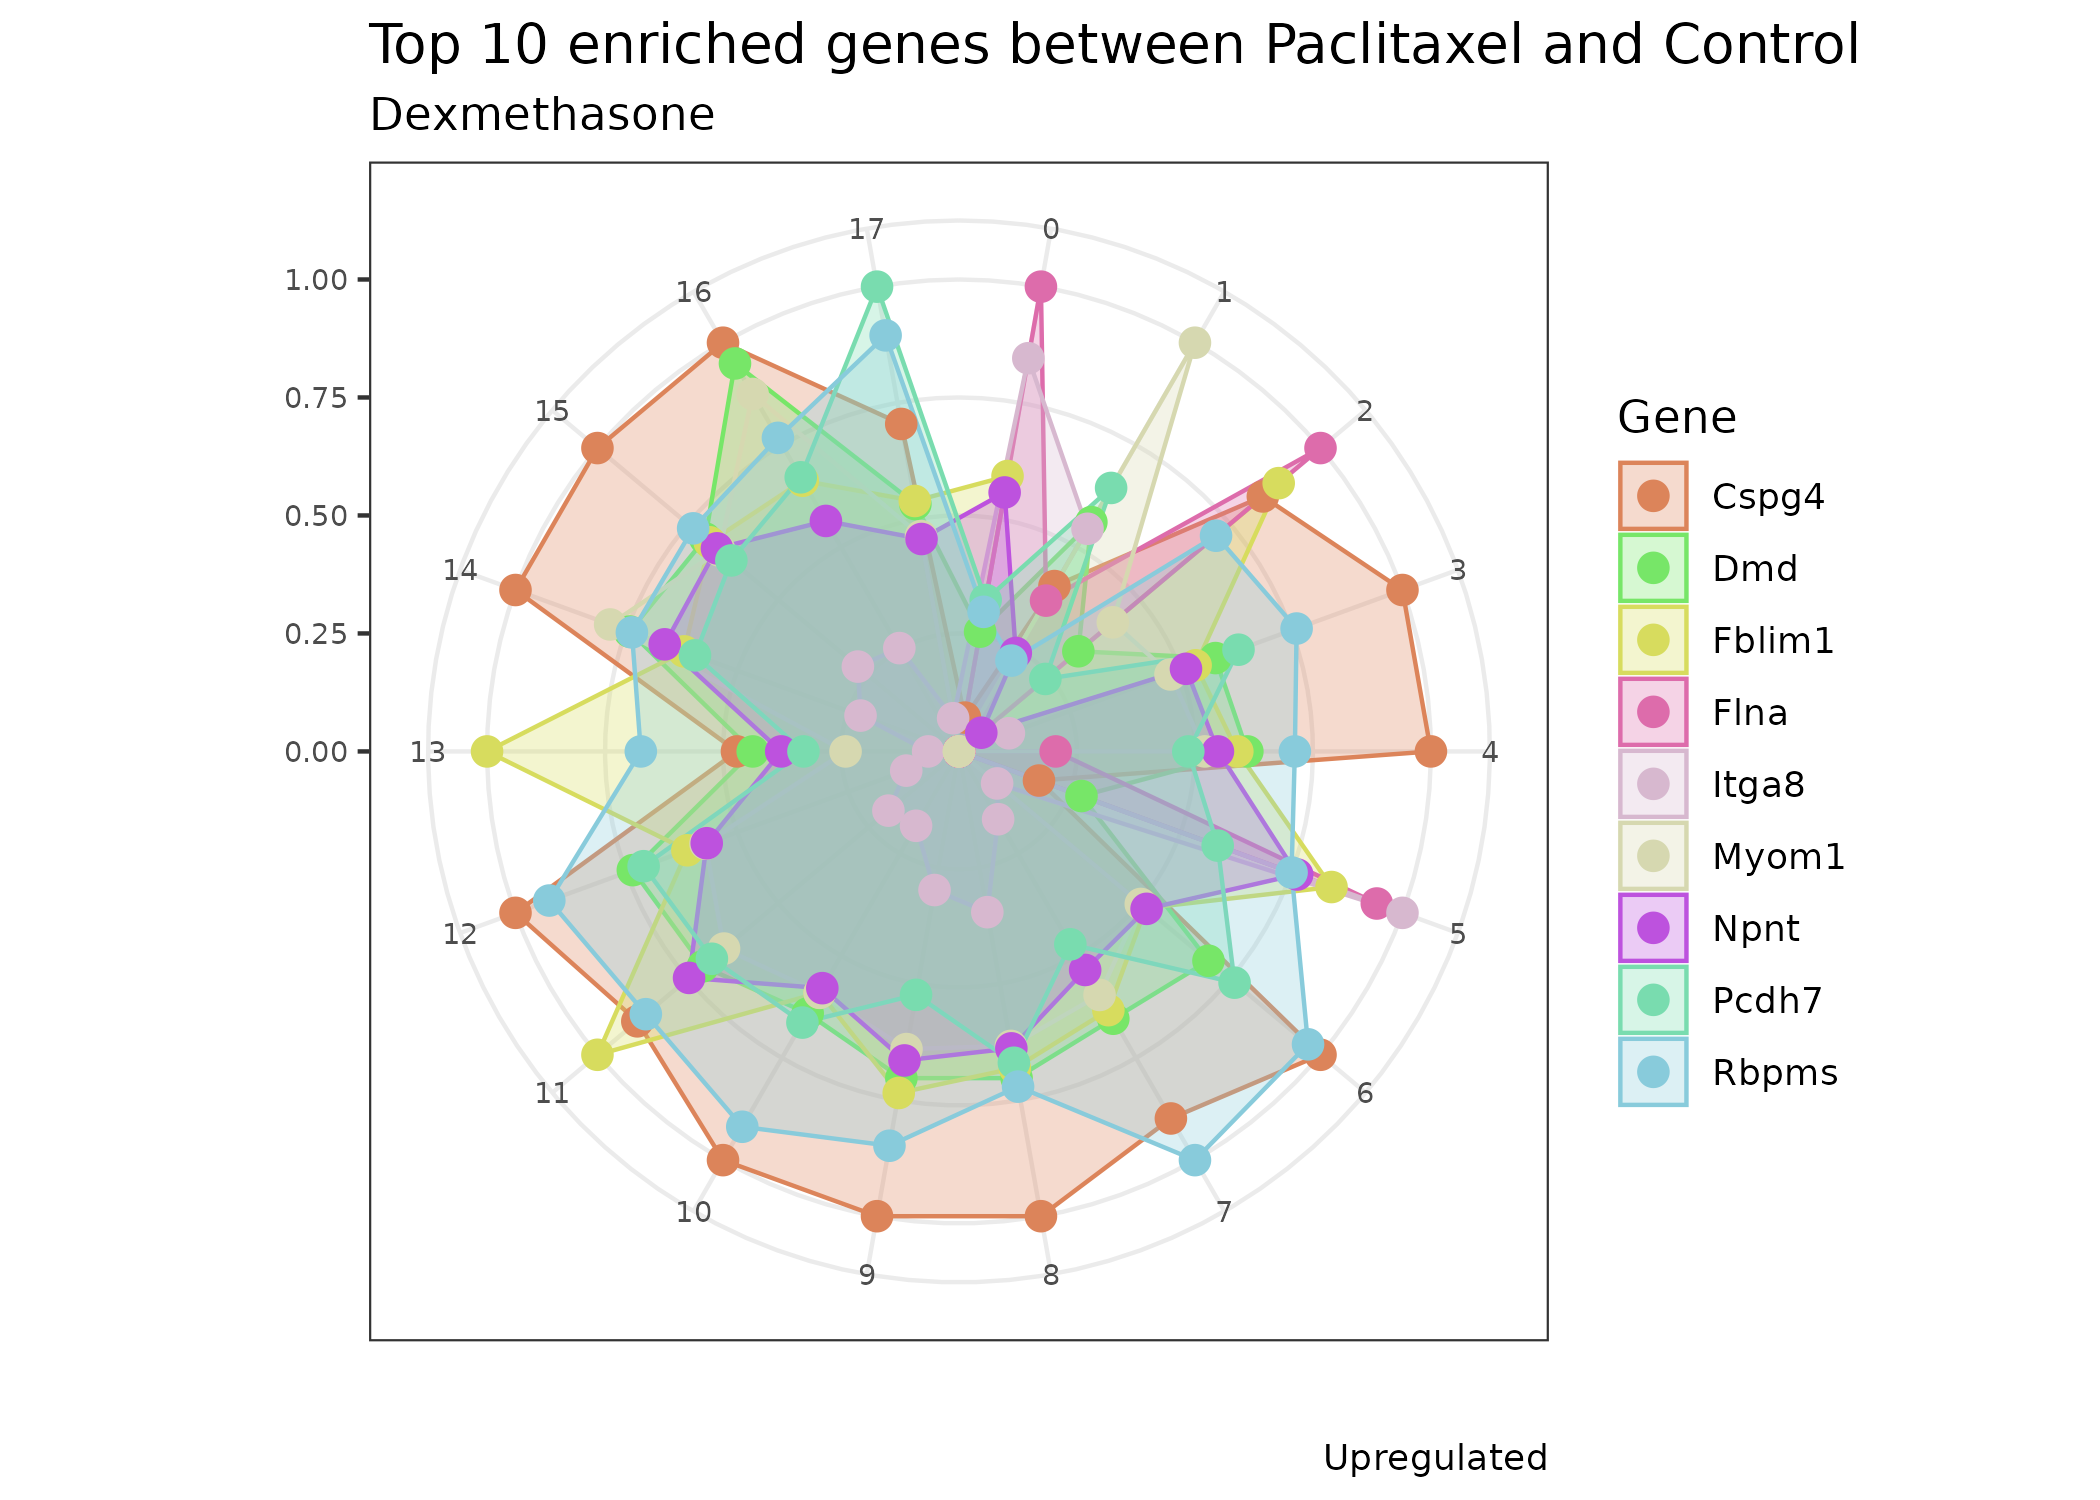 Top 10 enriched genes between Paclitaxel and Control
Dexmethasone
17
0
16
1
1.00
15
2
0.75
14
3
0.50
0.25
0.00
13
4
12
5
11
6
10
7
9
8
Gene
Cspg4
Dmd
Fblim1
Flna
Itga8
Myom1
Npnt
Pcdh7
Rbpms
Upregulated